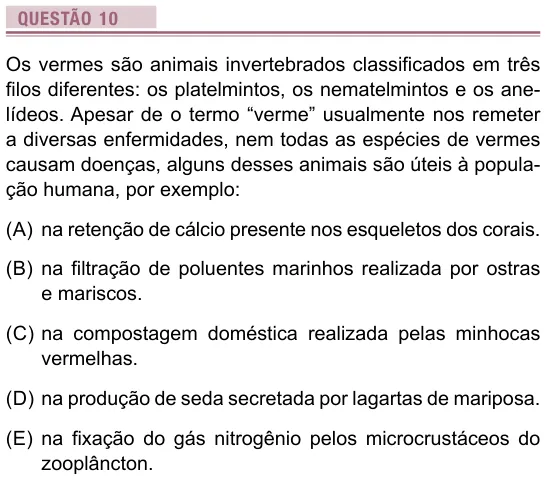 QUESTÃO 10
Os vermes são animais invertebrados classificados em três
filos diferentes: os platelmintos, os nematelmintos e os ane-
lídeos. Apesar de o termo “verme” usualmente nos remeter
a diversas enfermidades, nem todas as espécies de vermes
causam doenças, alguns desses animais são úteis à popula-
ção humana, por exemplo:
(A) na retenção de cálcio presente nos esqueletos dos corais.
(B) na filtração de poluentes marinhos realizada por ostras
e mariscos.
(C) na compostagem doméstica realizada pelas minhocas
vermelhas.
(D) na produção de seda secretada por lagartas de mariposa.
(E) na fixação do gás nitrogênio pelos microcrustáceos do
zooplâncton.